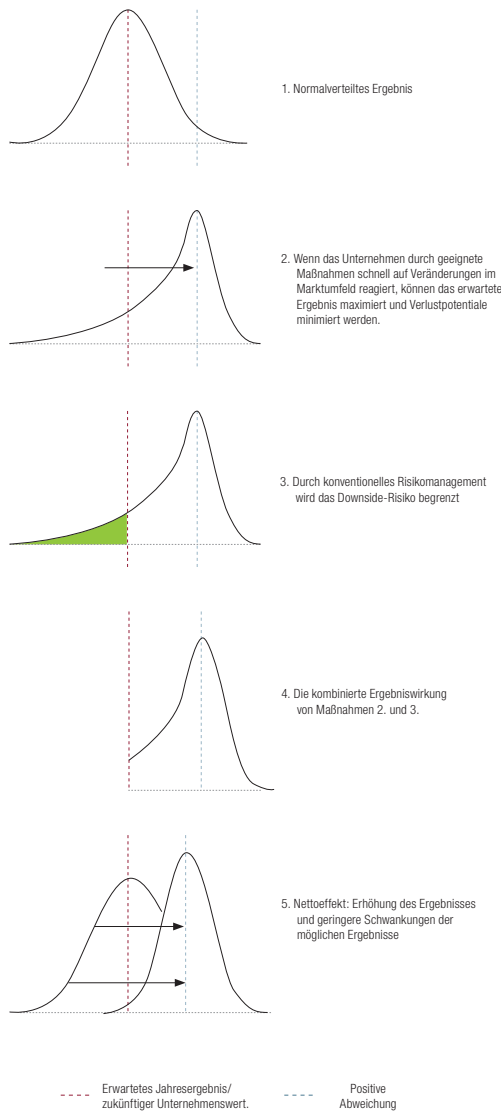 1. Normalverteiltes Ergebnis
2. Wenn das Unternehmen durch geeignete
Maßnahmen schnell auf Veränderungen im
Marktumfeld reagiert, können das erwartete
Ergebnis maximiert und Verlustpotentiale
minimiert werden.
3. Durch konventionelles Risikomanagement
wird das Downside-Risiko begrenzt
4. Die kombinierte Ergebniswirkung
von Maßnahmen 2. und 3.
5. Nettoeffekt: Erhöhung des Ergebnisses
und geringere Schwankungen der
möglichen Ergebnisse
Erwartetes Jahresergebnis/
zukünftiger Unternehmenswert.
Positive
Abweichung